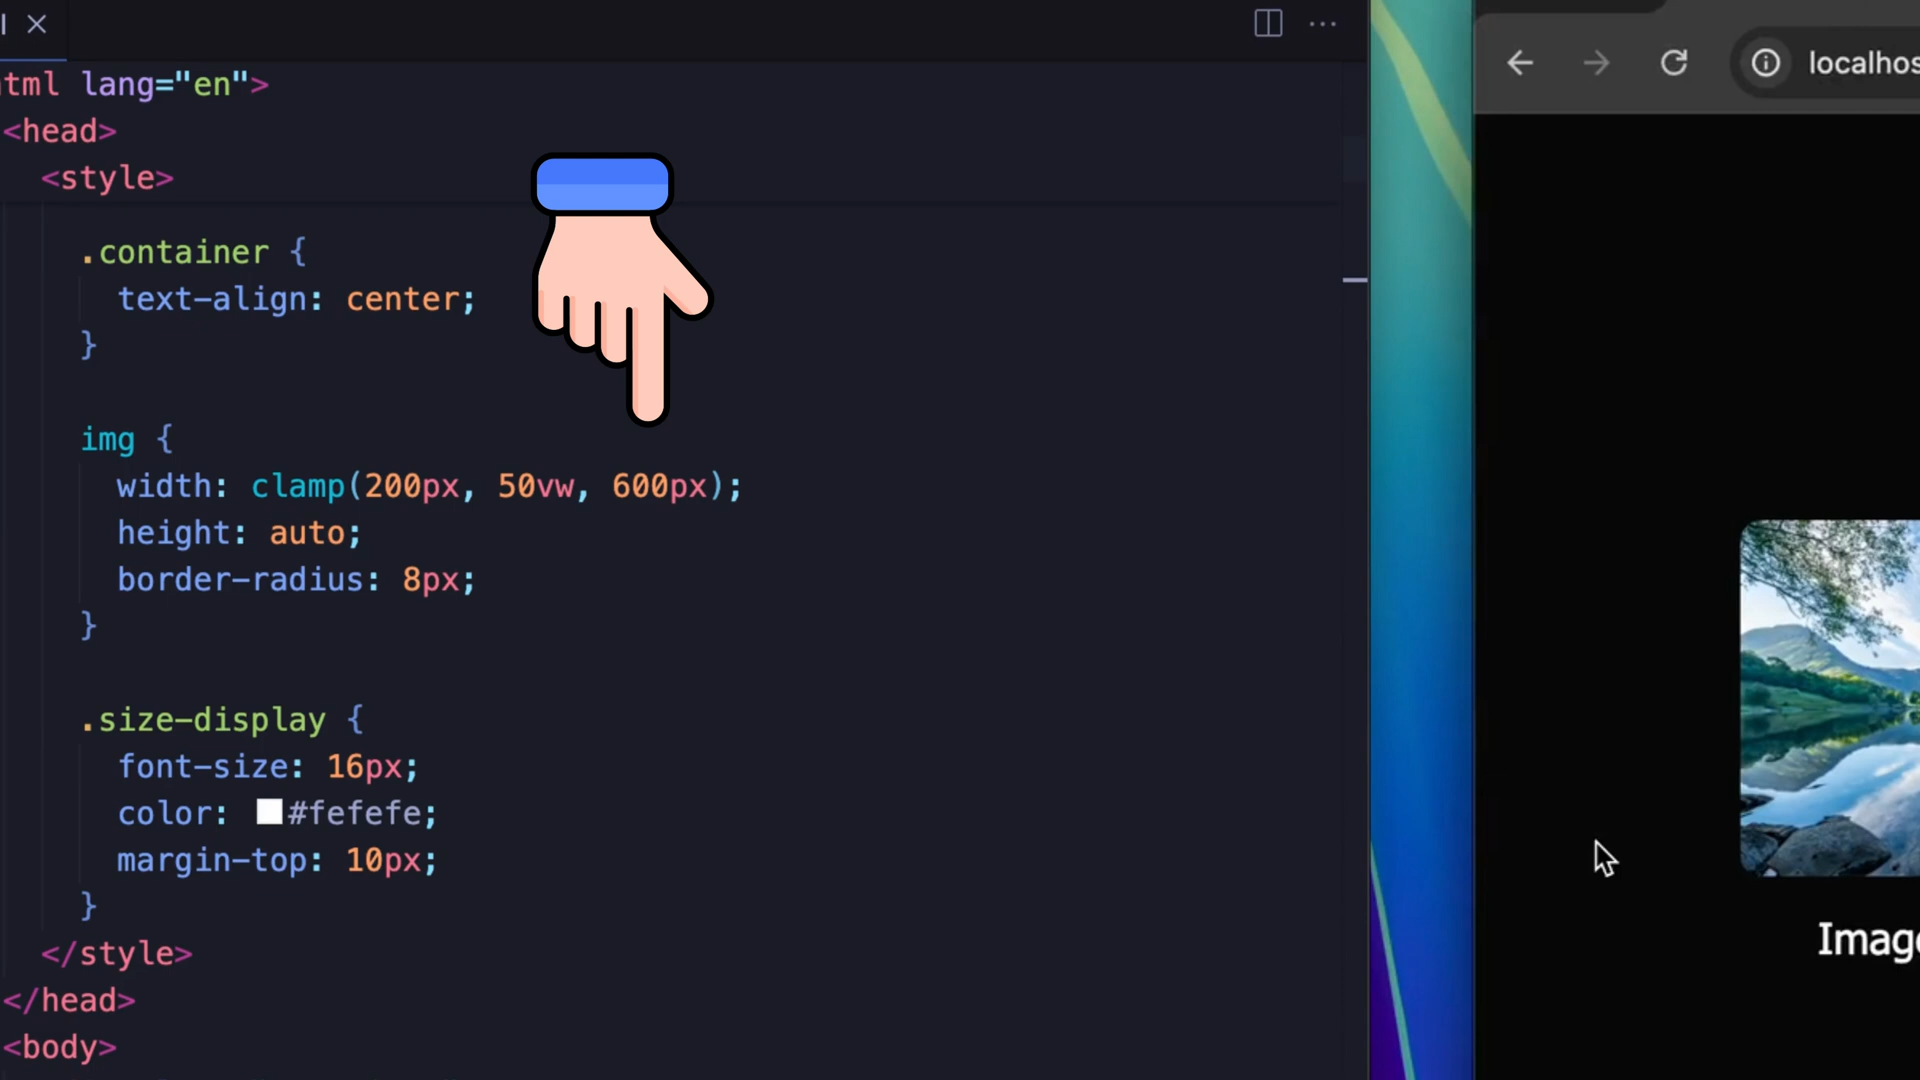 tml lang="en">
<head>
<style>
.container {
text-align: center;
}
img {
width: clamp(200px, 50vw, 600px);
height: auto;
border-radius: 8px;
}
.size-display {
font-size: 16px;
color: #fefefe;
margin-top: 10px;
}
</style>
</head>
<body>
localhos
Image